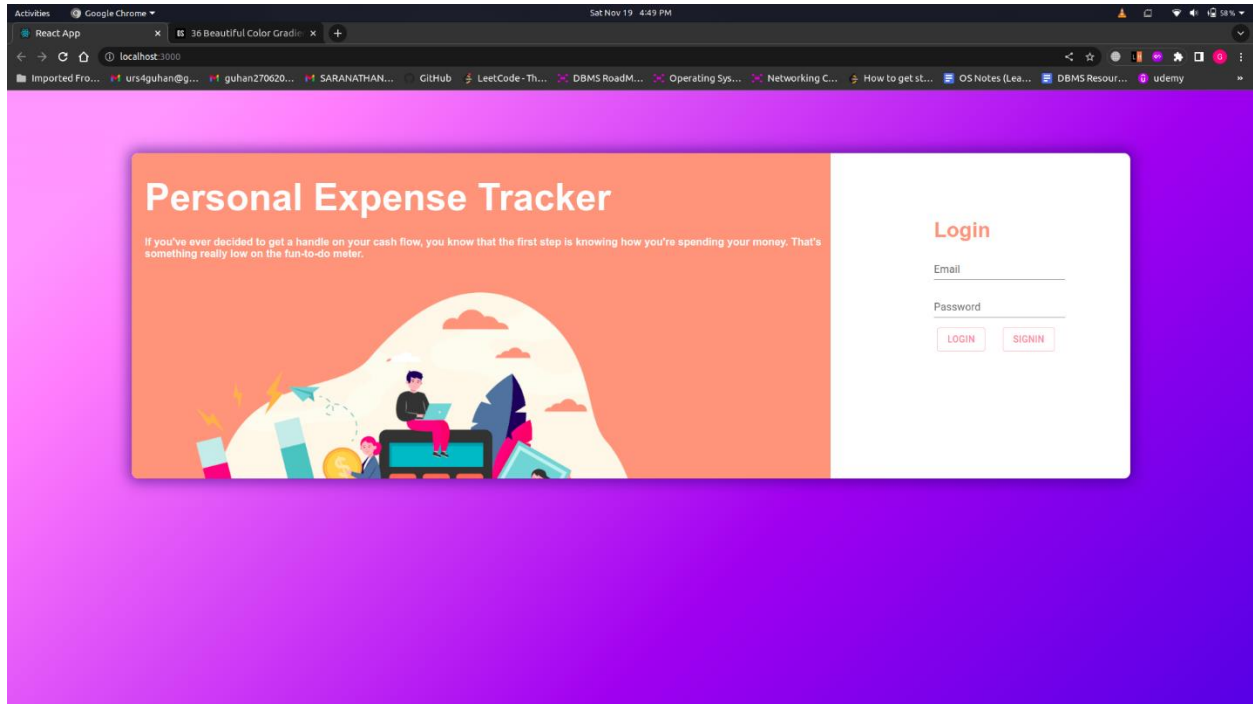 Activities Google Chrome Sat Nov 19 4:49 PM 58 %
React App 36 Beautiful Color Gradie
localhost:3000
Imported Fro... urs4guhan@g... guhan270620... SARANATHAN... GitHub LeetCode - Th... DBMS RoadM... Operating Sys... Networking C... How to get st... OS Notes (Lea... DBMS Resour... udemy »
Personal Expense Tracker
If you've ever decided to get a handle on your cash flow, you know that the first step is knowing how you're spending your money. That's
something really low on the fun-to-do meter.
Login
Email
Password
LOGIN SIGNIN